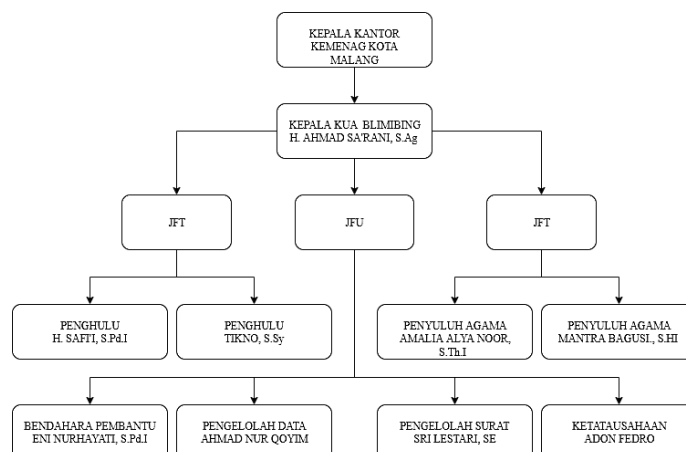 KEPALA KANTOR
KEMENAG KOTA
MALANG
KEPALA KUA BLIMBING
H. AHMAD SA'RANI, S.Ag
JFT
JFU
JFT
PENGHULU
H. SAFI'I, S.Pd.I
PENGHULU
TIKNO, S.Sy
PENYULUH AGAMA
AMALIA ALYA NOOR,
S.Th.I
PENYULUH AGAMA
MANTRA BAGUSI., S.HI
BENDAHARA PEMBANTU
ENI NURHAYATI, S.Pd.I
PENGELOLAH DATA
AHMAD NUR QOYIM
PENGELOLAH SURAT
SRI LESTARI, SE
KETATAUSAHAAN
ADON FEDRO